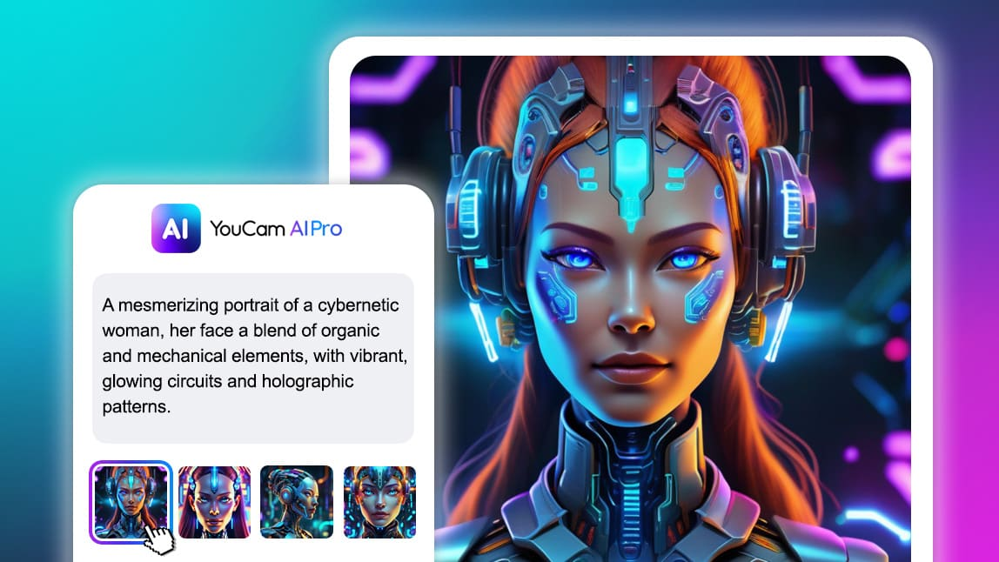 AI YouCam AI Pro
A mesmerizing portrait of a cybernetic
woman, her face a blend of organic
and mechanical elements, with vibrant,
glowing circuits and holographic
patterns.